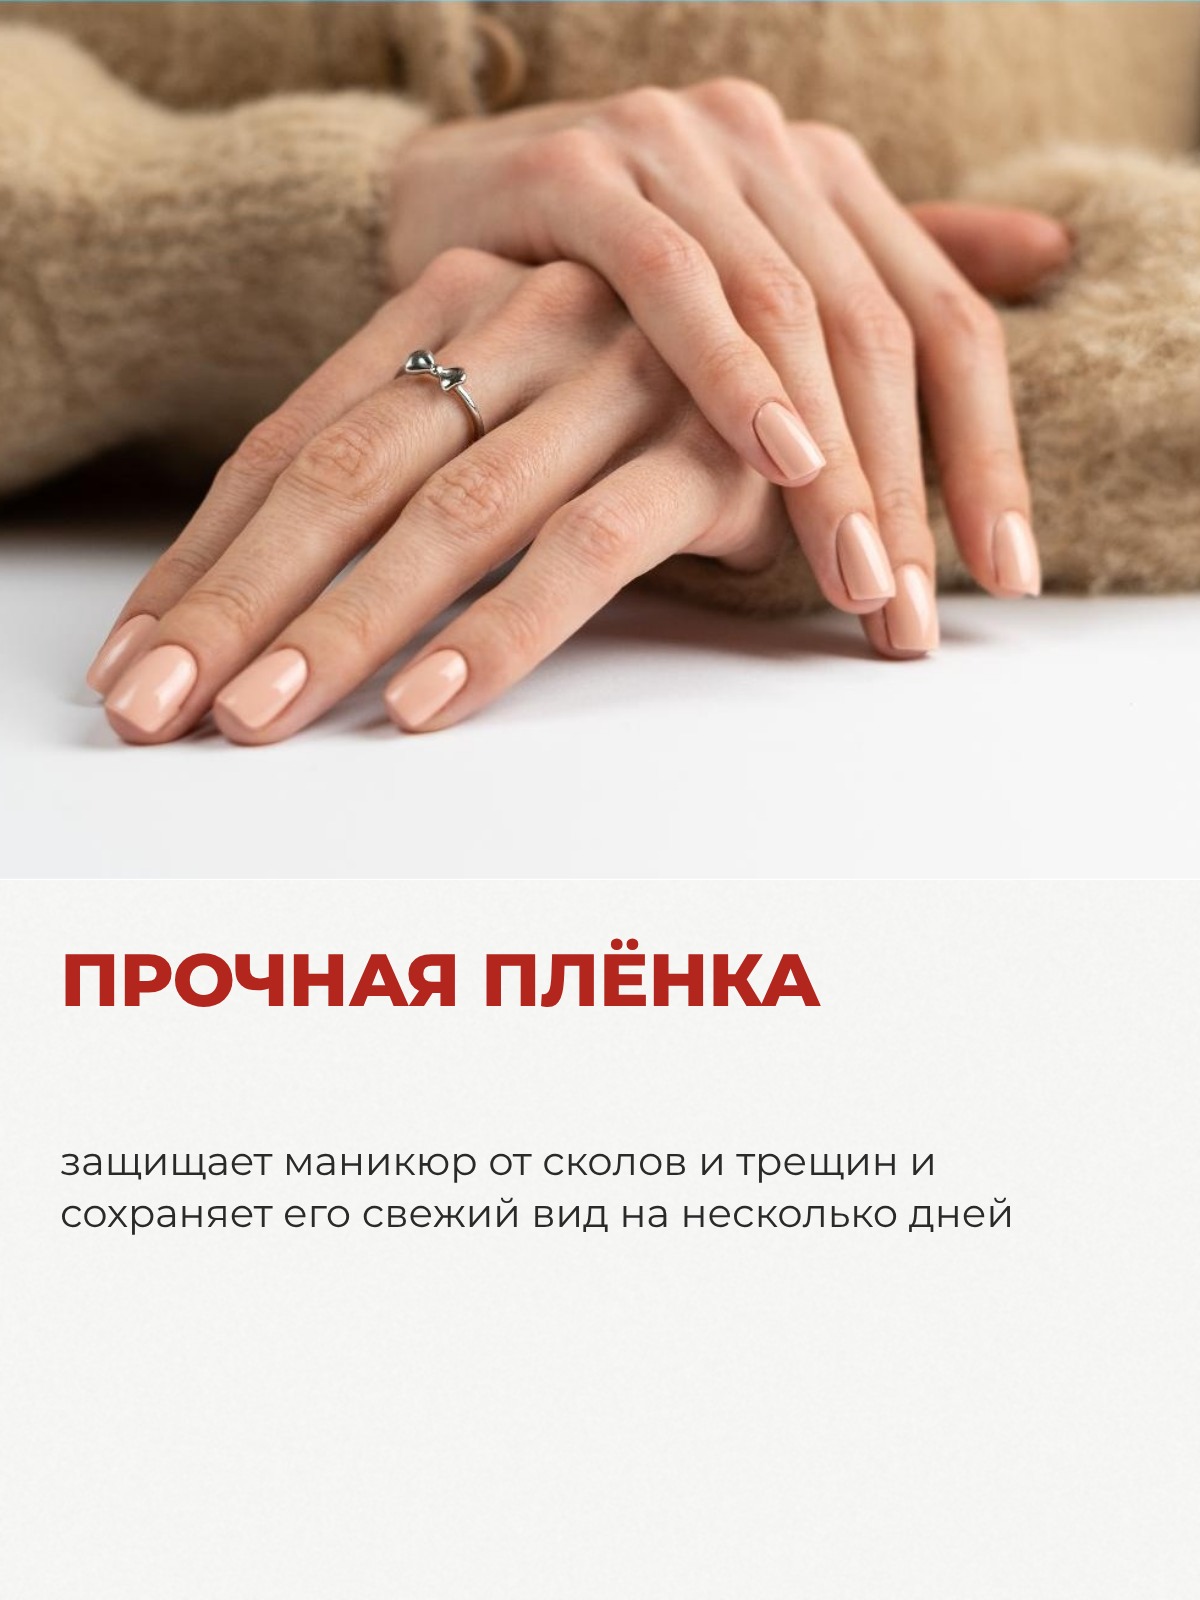 ПРОЧНАЯ ПЛЁНКА
защищает маникюр от сколов и трещин и
сохраняет его свежий вид на несколько дней